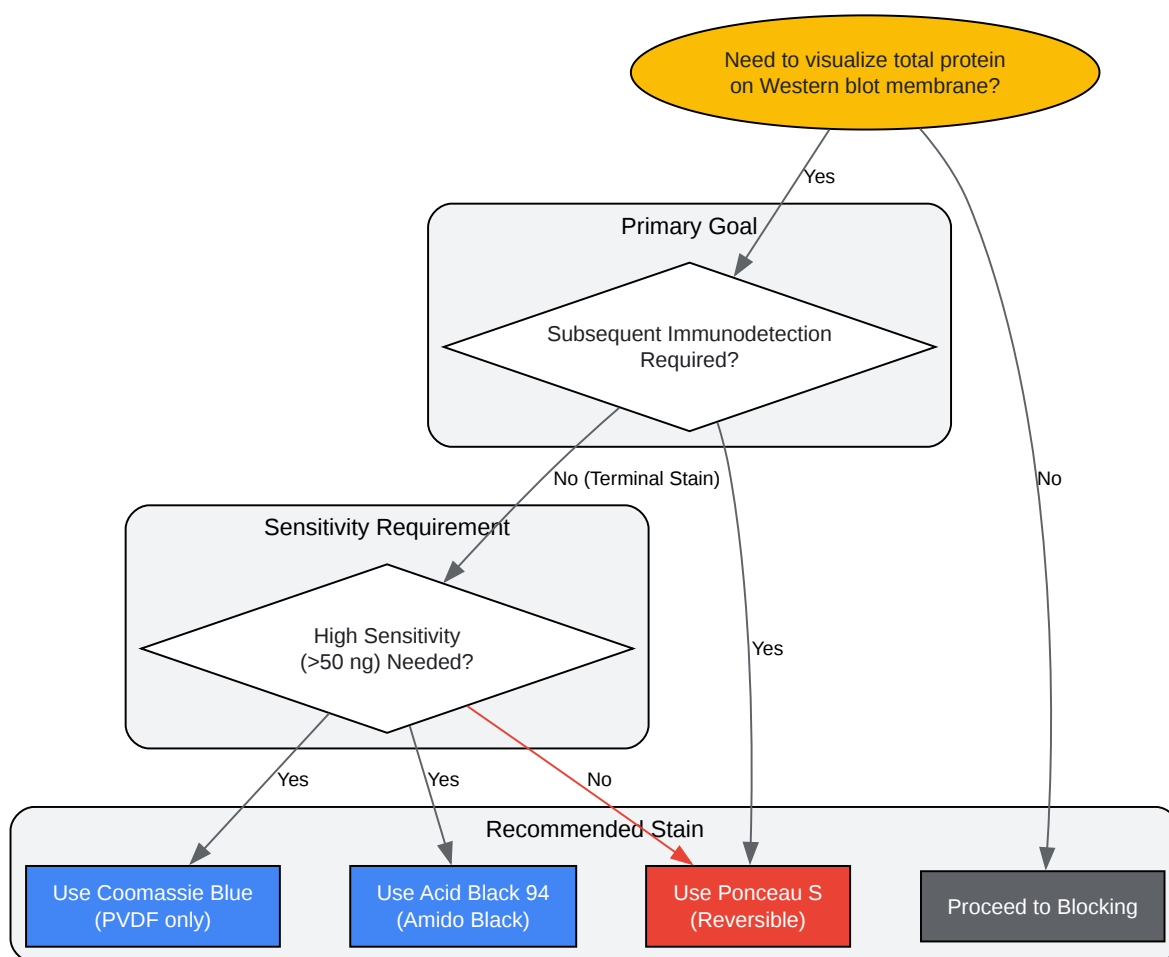 Need to visualize total protein
on Western blot membrane?
Yes
Primary Goal
Subsequent Immunodetection
Required?
No (Terminal Stain)
No
Sensitivity Requirement
High Sensitivity
(>50 ng) Needed?
Yes
Yes
Yes
No
Recommended Stain
Use Coomassie Blue
(PVDF only)
Use Acid Black 94
(Amido Black)
Use Ponceau S
(Reversible)
Proceed to Blocking